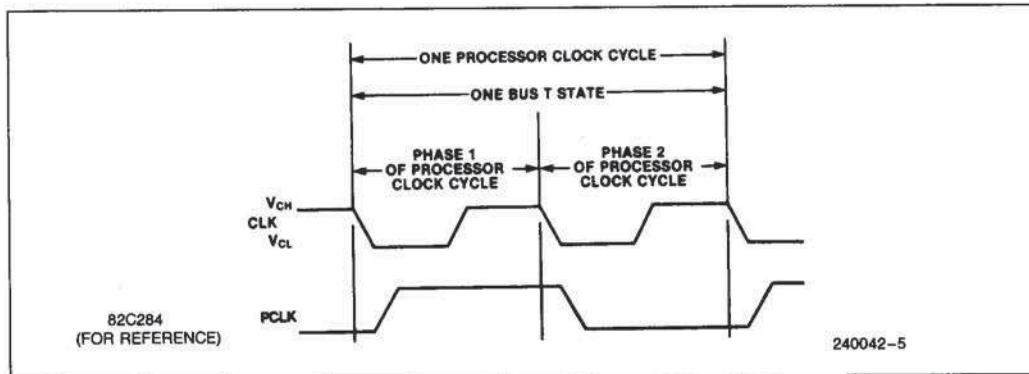 ONE PROCESSOR CLOCK CYCLE
ONE BUS T STATE
PHASE 1
OF PROCESSOR
CLOCK CYCLE
PHASE 2
OF PROCESSOR
CLOCK CYCLE
VCH
CLK
VCL
PCLK
82C284
(FOR REFERENCE)
240042-5